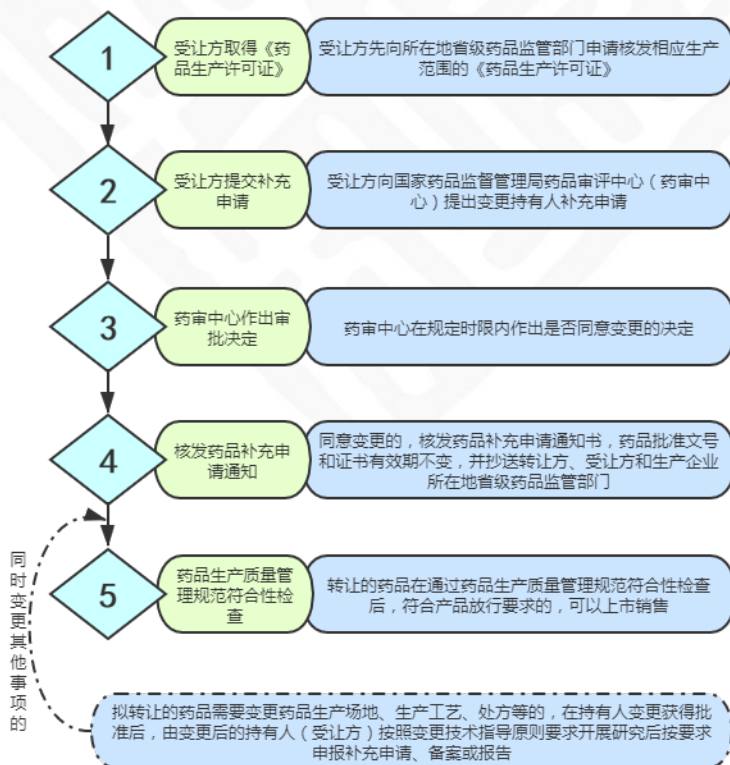 1
受让方取得《药
品生产许可证》
受让方先向所在地省级药品监管部门申请核发相应生产
范围的《药品生产许可证》
2
受让方提交补充
申请
受让方向国家药品监督管理局药品审评中心（药审中
心）提出变更持有人补充申请
3
药审中心作出审
批决定
药审中心在规定时限内作出是否同意变更的决定
4
核发药品补充申
请通知
同意变更的，核发药品补充申请通知书，药品批准文号
和证书有效期不变，并抄送转让方、受让方和生产企业
所在地省级药品监管部门
5
药品生产质量管
理规范符合性检
查
转让的药品在通过药品生产质量管理规范符合性检查
后，符合产品放行要求的，可以上市销售
同时变更其他事项的
拟转让的药品需要变更药品生产场地、生产工艺、处方等的，在持有人变更获得批
准后，由变更后的持有人（受让方）按照变更技术指导原则要求开展研究后按要求
申报补充申请、备案或报告